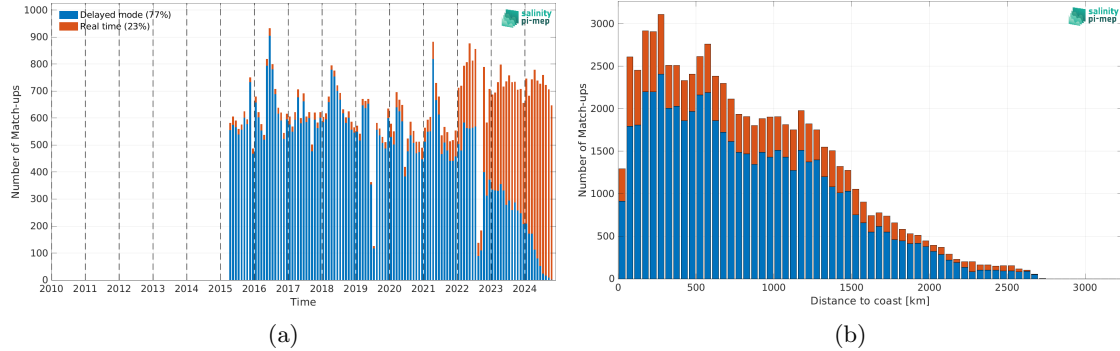 Delayed mode (77%)
Real time (23%)
salinity
pi-mep
Number of Match-ups
1000
900
800
700
600
500
400
300
200
100
0
2010 2011 2012 2013 2014 2015 2016 2017 2018 2019 2020 2021 2022 2023 2024
Time
(a)
salinity
pi-mep
Number of Match-ups
3000
2500
2000
1500
1000
500
0
0 500 1000 1500 2000 2500 3000
Distance to coast [km]
(b)